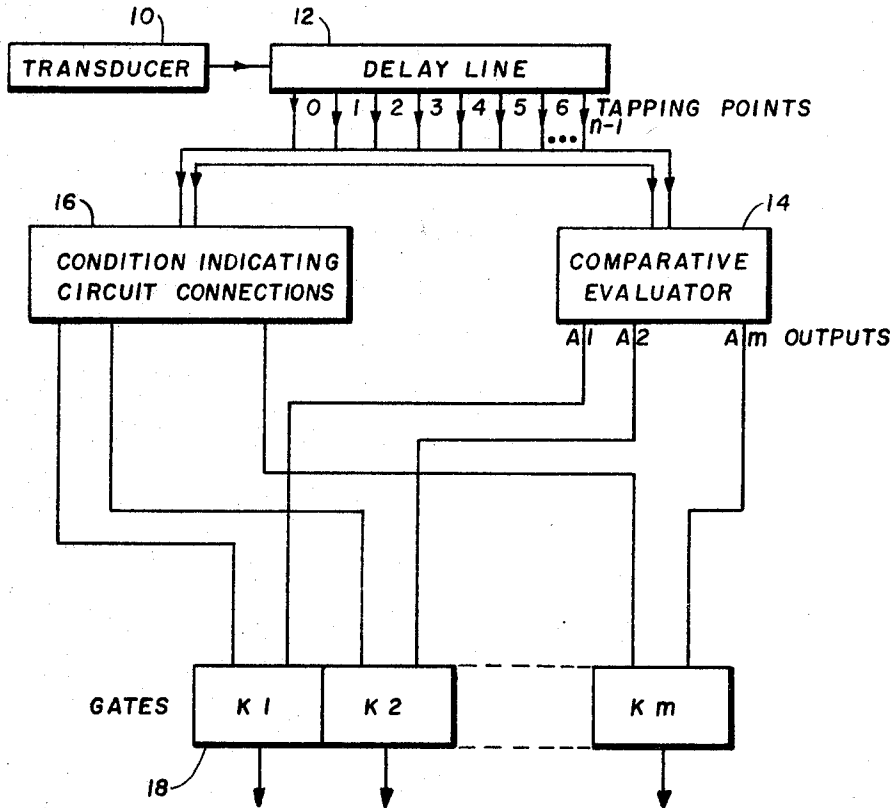 10
12
TRANSDUCER
DELAY LINE
0 1 2 3 4 5 6 TAPPING POINTS
••• n-1
16
14
CONDITION INDICATING
CIRCUIT CONNECTIONS
COMPARATIVE
EVALUATOR
A1 A2 Am OUTPUTS
GATES K1 K2 Km
18